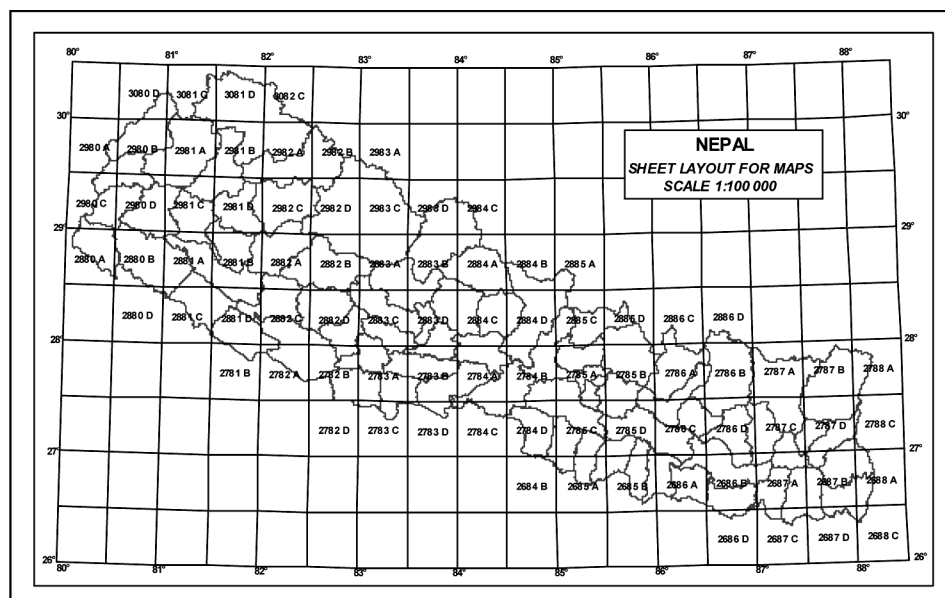 80° 81° 82° 83° 84° 85° 86° 87° 88°
3080 D 3081 C 3081 D 3082 C
30° 30°
NEPAL
SHEET LAYOUT FOR MAPS
SCALE 1:100 000
2980 A 2980 B 2981 A 2981 B 2982 A 2982 B 2983 A
2980 C 2980 D 2981 C 2981 D 2982 C 2982 D 2983 C 2983 D 2984 C
29° 29°
2880 A 2880 B 2881 A 2881 B 2882 A 2882 B 2883 A 2883 B 2884 A 2884 B 2885 A
2880 D 2881 C 2881 D 2882 C 2882 D 2883 C 2883 D 2884 C 2884 D 2885 C 2885 D 2886 C 2886 D
28° 28°
2781 B 2782 A 2782 B 2783 A 2783 B 2784 A 2784 B 2785 A 2785 B 2786 A 2786 B 2787 A 2787 B 2788 A
2782 D 2783 C 2783 D 2784 C 2784 D 2785 C 2785 D 2786 C 2786 D 2787 C 2787 D 2788 C
27° 27°
2684 B 2685 A 2685 B 2686 A 2686 B 2687 A 2687 B 2688 A
2686 D 2687 C 2687 D 2688 C
26° 26°
80° 81° 82° 83° 84° 85° 86° 87° 88°